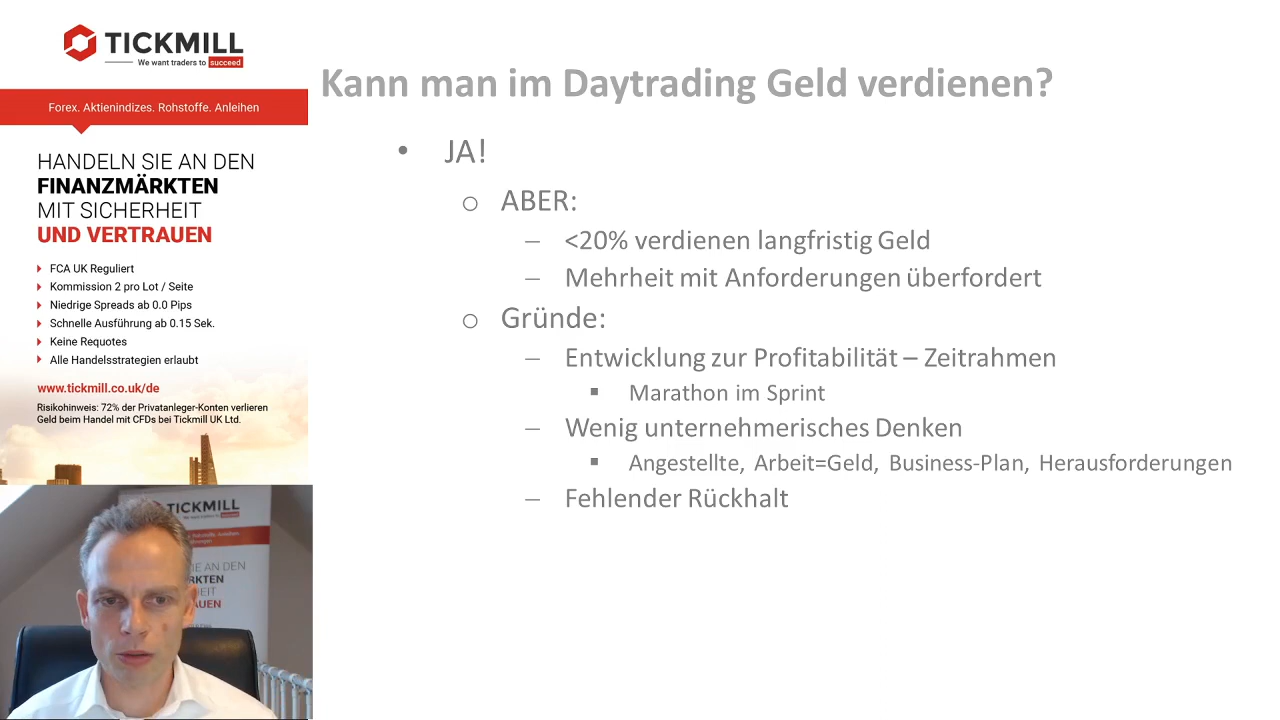 TICKMILL
We want traders to succeed
Forex. Aktienindizes. Rohstoffe. Anleihen
HANDELN SIE AN DEN
FINANZMÄRKTEN
MIT SICHERHEIT
UND VERTRAUEN
FCA UK Reguliert
Kommission 2 pro Lot / Seite
Niedrige Spreads ab 0.0 Pips
Schnelle Ausführung ab 0.15 Sek.
Keine Requotes
Alle Handelsstrategien erlaubt
www.tickmill.co.uk/de
Risikohinweis: 72% der Privatanleger-Konten verlieren
Geld beim Handel mit CFDs bei Tickmill UK Ltd.
Kann man im Daytrading Geld verdienen?
• JA!
o ABER:
– <20% verdienen langfristig Geld
– Mehrheit mit Anforderungen überfordert
o Gründe:
– Entwicklung zur Profitabilität – Zeitrahmen
▪ Marathon im Sprint
– Wenig unternehmerisches Denken
▪ Angestellte, Arbeit=Geld, Business-Plan, Herausforderungen
– Fehlender Rückhalt
TICKMILL
AN DEN
RKTEN
EIT
AUEN